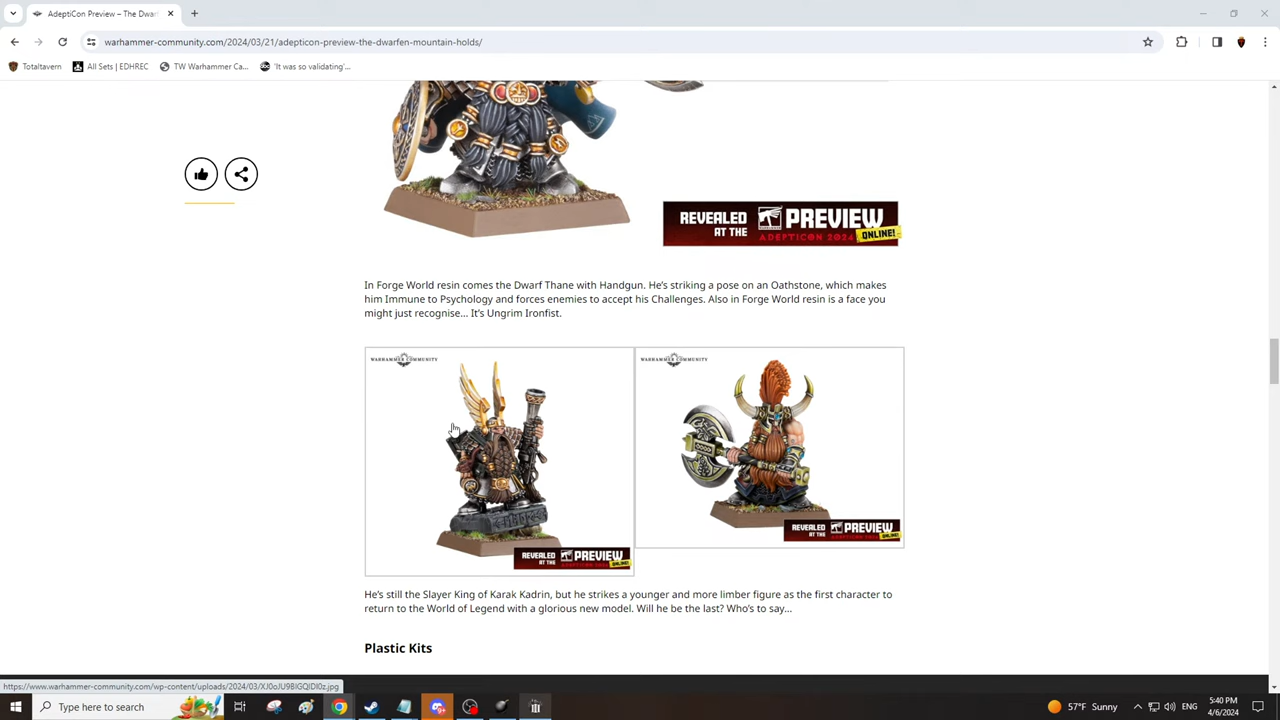 AdeptiCon Preview – The Dwar
warhammer-community.com/2024/03/21/adepticon-preview-the-dwarfen-mountain-holds/
Totaltavern
All Sets | EDHREC
TW Warhammer Ca...
'It was so validating'...
REVEALED
AT THE
PREVIEW
ADEPTICON 2024
ONLINE!
In Forge World resin comes the Dwarf Thane with Handgun. He's striking a pose on an Oathstone, which makes
him Immune to Psychology and forces enemies to accept his Challenges. Also in Forge World resin is a face you
might just recognise... It's Ungrim Ironfist.
WARHAMMER COMMUNITY
WARHAMMER COMMUNITY
REVEALED
AT THE
PREVIEW
ONLINE!
REVEALED
AT THE
PREVIEW
ONLINE!
He's still the Slayer King of Karak Kadrin, but he strikes a younger and more limber figure as the first character to
return to the World of Legend with a glorious new model. Will he be the last? Who's to say...
Plastic Kits
Type here to search
57°F Sunny
ENG
5:40 PM
4/6/2024